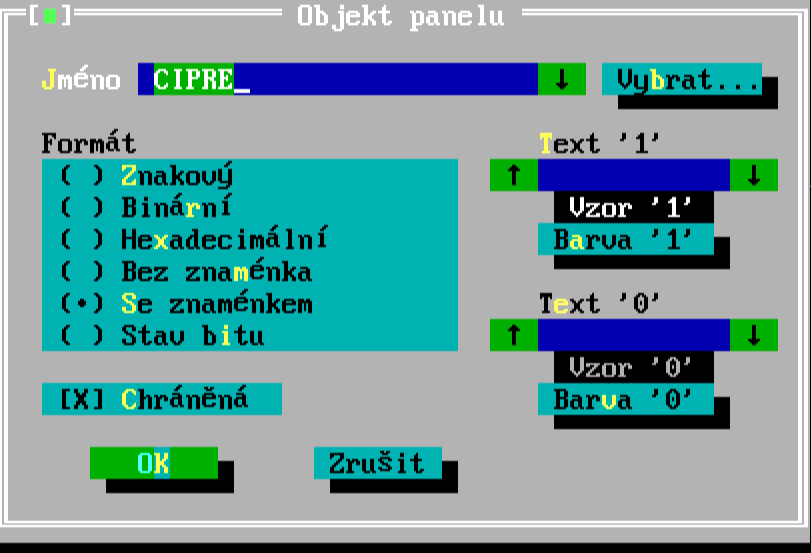 Objekt panelu
Jméno CIPRE_ Vybrat...
Formát
( ) Znakový
( ) Binární
( ) Hexadecimální
( ) Bez znaménka
(•) Se znaménkem
( ) Stav bitu
[X] Chráněná
Text '1'
↑ ↓
Vzor '1'
Barva '1'
Text '0'
↑ ↓
Vzor '0'
Barva '0'
OK Zrušit